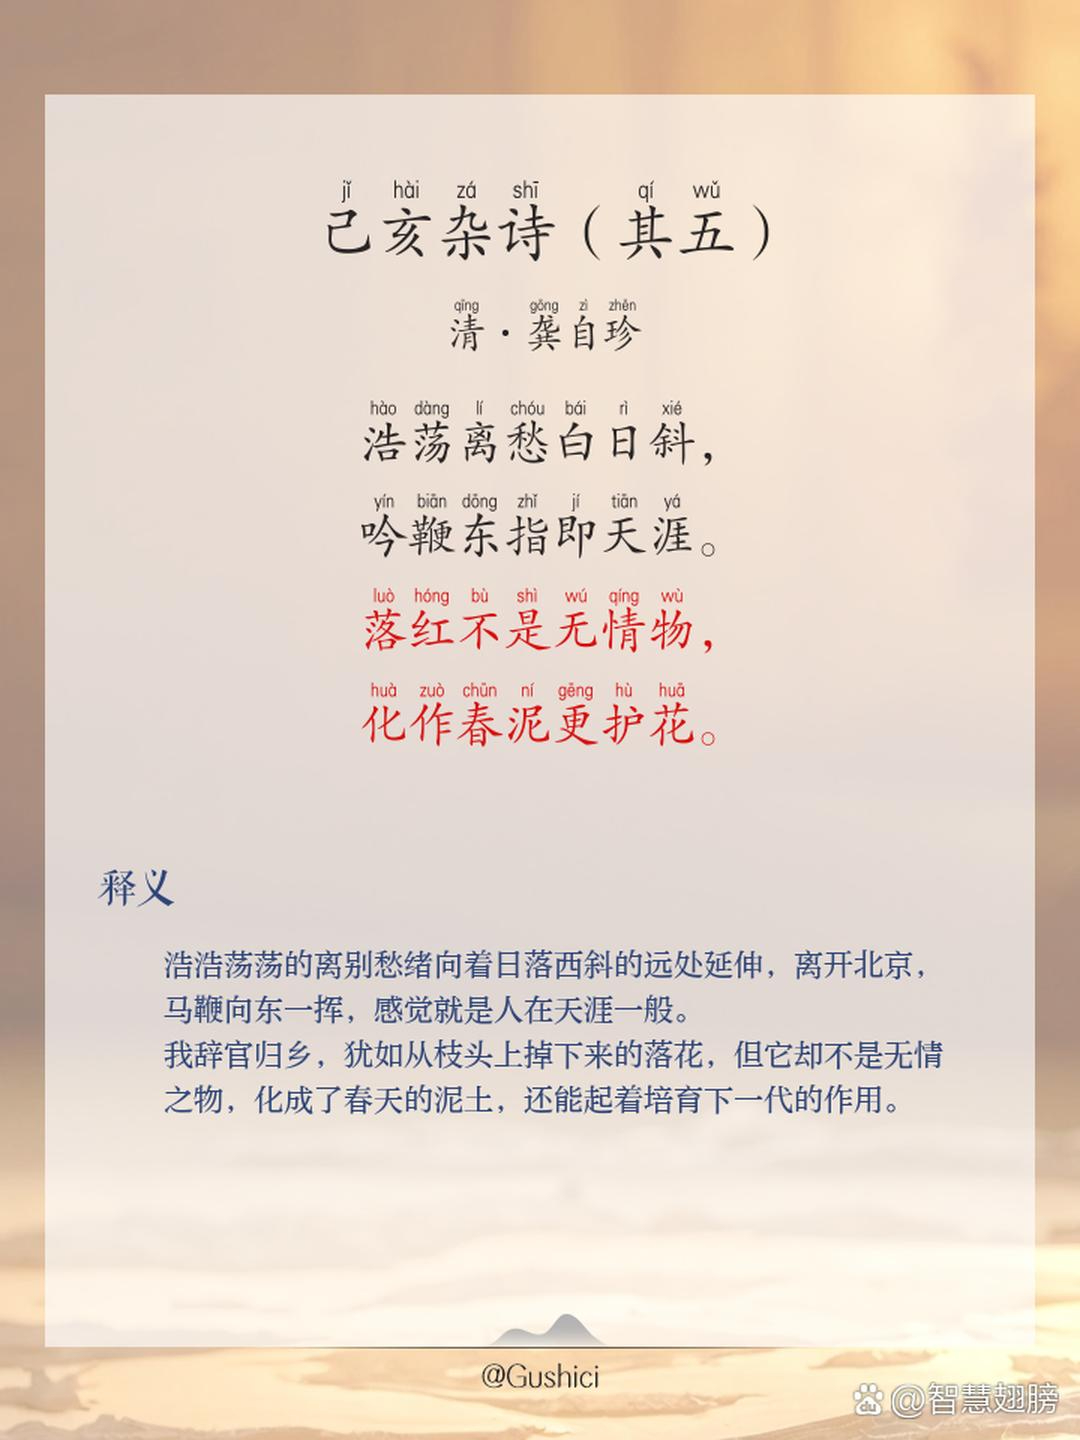 jǐ hài zá shī qí wǔ
己亥杂诗（其五）
qīng gōng zì zhēn
清·龚自珍
hào dàng lí chóu bái rì xié
浩荡离愁白日斜，
yín biān dōng zhǐ jí tiān yá
吟鞭东指即天涯。
luò hóng bù shì wú qíng wù
落红不是无情物，
huà zuò chūn ní gēng hù huā
化作春泥更护花。
释义
浩浩荡荡的离别愁绪向着日落西斜的远处延伸，离开北京，
马鞭向东一挥，感觉就是人在天涯一般。
我辞官归乡，犹如从枝头上掉下来的落花，但它却不是无情
之物，化成了春天的泥土，还能起着培育下一代的作用。
@Gushici
du @智慧翅膀